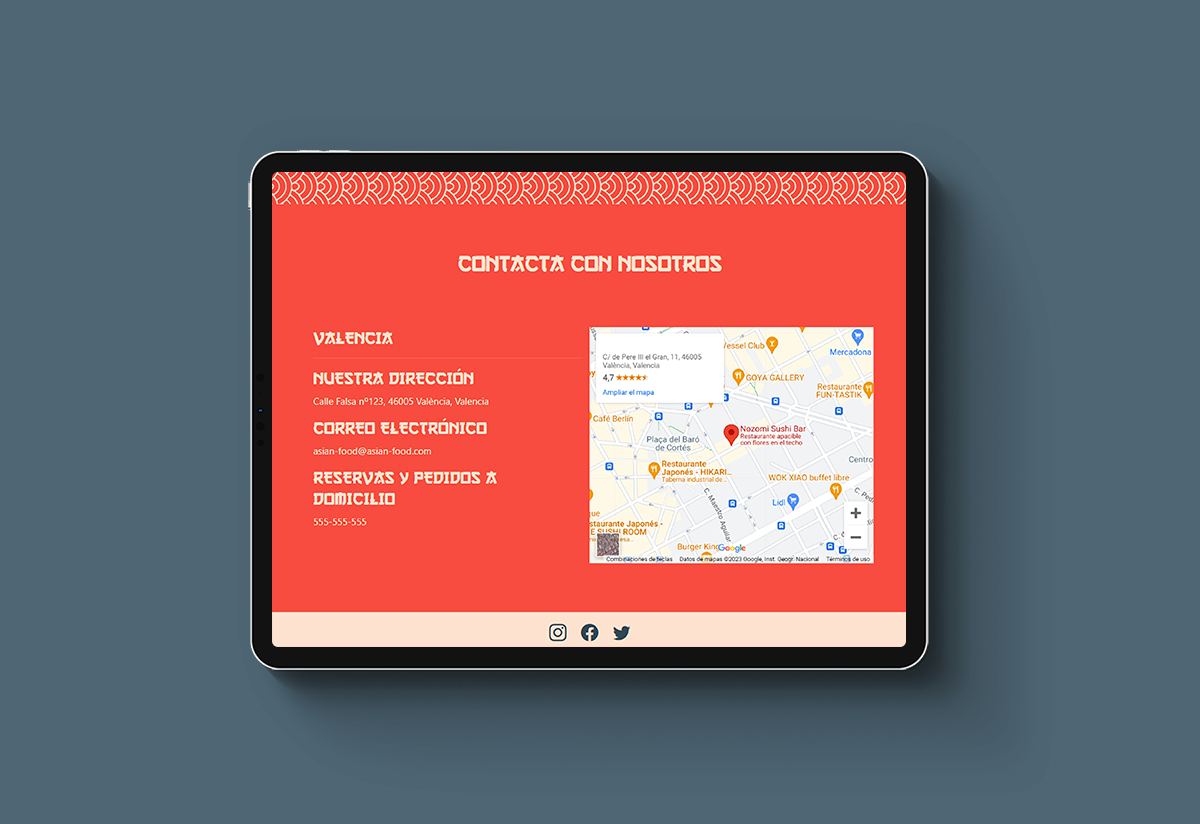 CONTACTA CON NOSOTROS
VALENCIA
NUESTRA DIRECCIÓN
Calle Falsa nº123, 46005 València, Valencia
CORREO ELECTRÓNICO
asian-food@asian-food.com
RESERVAS Y PEDIDOS A
DOMICILIO
555-555-555
C/ de Pere III el Gran, 11, 46005
València, Valencia
4,7
Ampliar el mapa
essel Club
Mercadona
GOYA GALLERY
Restaurante
FUN-TASTIK
Café Berlin
Plaça del Baró
de Cortés
Nozomi Sushi Bar
Restaurante apacible
con flores en el techo
Centro
Restaurante
Japonés - HIKARI...
Taberna industrial de...
WOK XIAO buffet libre
C. Maestro Aguilar
Lidl
C. Ped
que
staurante Japonés -
E SUSHI ROOM
Burger King
Google
Combinaciones de teclas
Datos de mapas ©2023 Google, Inst. Geogr. Nacional
Términos de uso